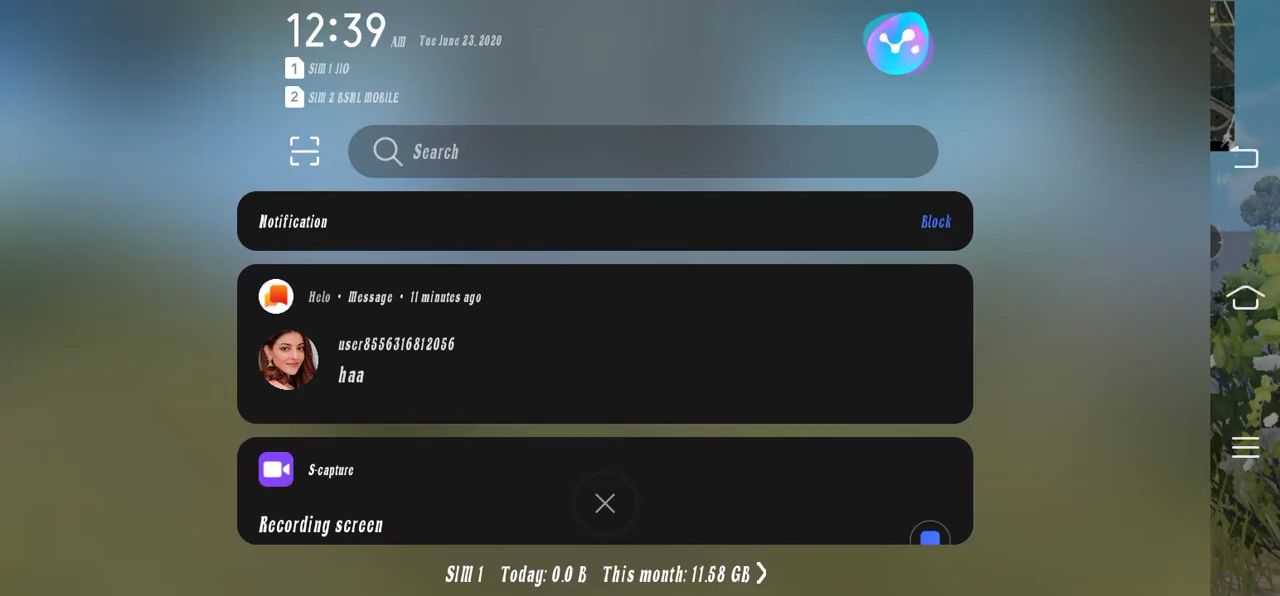 12:39 AM Tue June 23, 2020
1 SIM 1 JIO
2 SIM 2 BSNL MOBILE
Search
Notification Block
Helo • Message • 11 minutes ago
user8556316812056
haa
S-capture
Recording screen
SIM 1 Today: 0.0 B This month: 11.58 GB